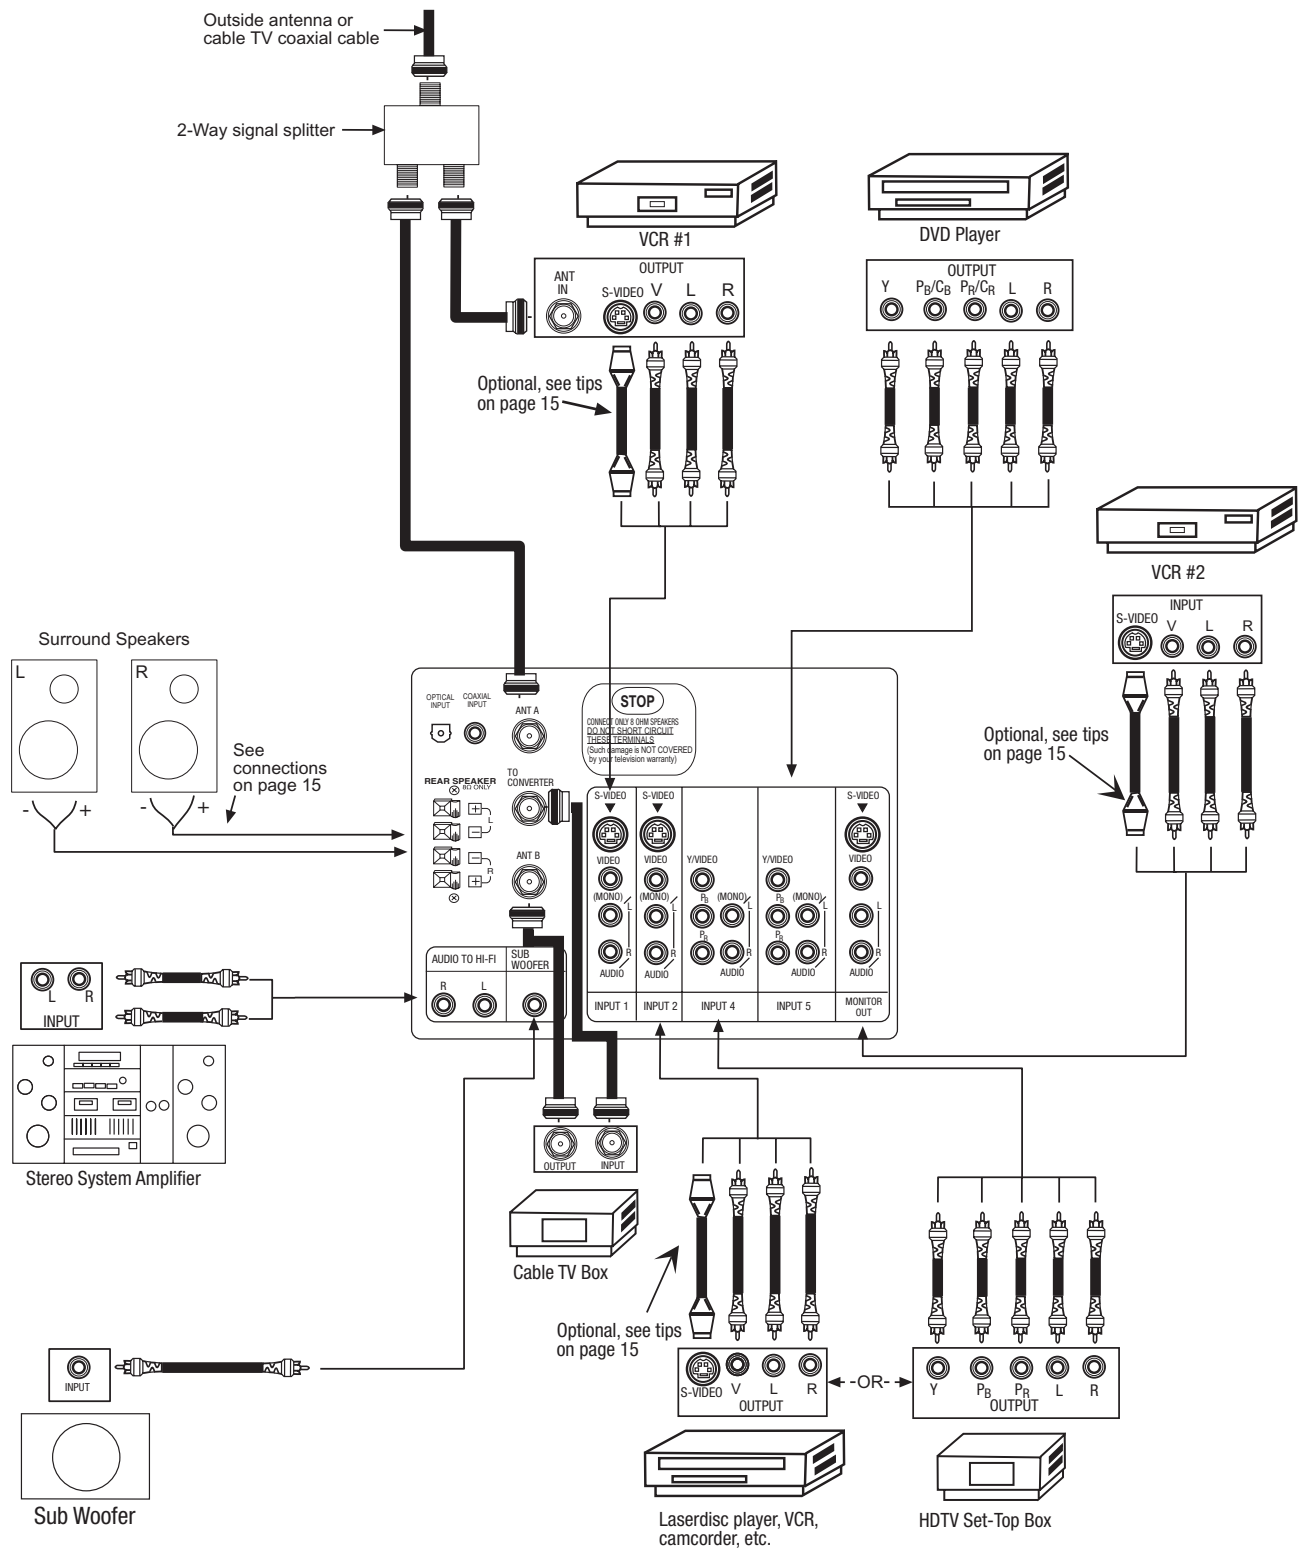 Outside antenna or
cable TV coaxial cable
2-Way signal splitter
VCR #1
OUTPUT
ANT
IN
S-VIDEO V L R
Optional, see tips
on page 15
DVD Player
OUTPUT
Y PB/CB PR/CR L R
VCR #2
INPUT
S-VIDEO V L R
Optional, see tips
on page 15
Surround Speakers
L R
- + - +
See
connections
on page 15
OPTICAL
INPUT
COAXIAL
INPUT
ANT A
STOP
CONNECT ONLY 8 OHM SPEAKERS
DO NOT SHORT CIRCUIT
THESE TERMINALS
(Such damage is NOT COVERED
by your television warranty)
REAR SPEAKER
8Ω ONLY
+
-
L
-
+
R
TO
CONVERTER
ANT B
S-VIDEO
VIDEO
(MONO)
L
R
AUDIO
INPUT 1
S-VIDEO
VIDEO
(MONO)
L
R
AUDIO
INPUT 2
Y/VIDEO
PB
(MONO)
L
PR
R
AUDIO
INPUT 4
Y/VIDEO
PB
(MONO)
L
PB
R
AUDIO
INPUT 5
S-VIDEO
VIDEO
L
R
AUDIO
MONITOR
OUT
AUDIO TO HI-FI
R L
SUB
WOOFER
L R
INPUT
Stereo System Amplifier
OUTPUT INPUT
Cable TV Box
INPUT
Sub Woofer
Optional, see tips
on page 15
S-VIDEO V L R
OUTPUT
-OR-
Y PB PR L R
OUTPUT
Laserdisc player, VCR,
camcorder, etc.
HDTV Set-Top Box